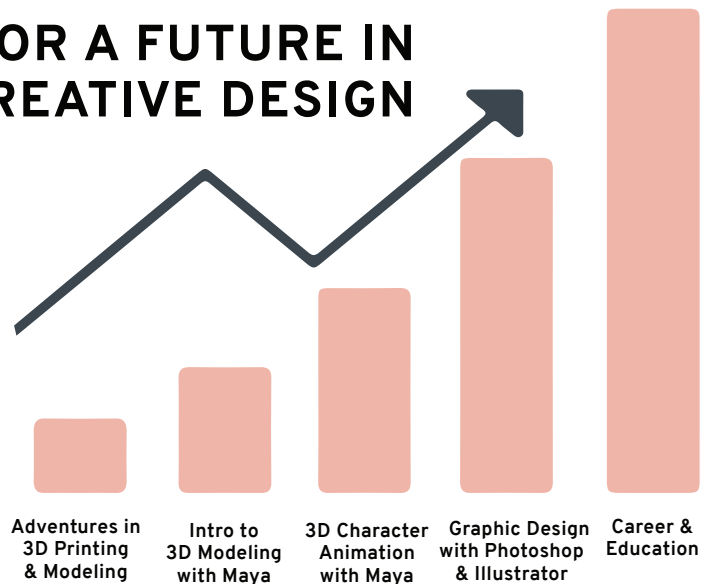 OR A FUTURE IN
REATIVE DESIGN
Adventures in
3D Printing
& Modeling
Intro to
3D Modeling
with Maya
3D Character
Animation
with Maya
Graphic Design
with Photoshop
& Illustrator
Career &
Education